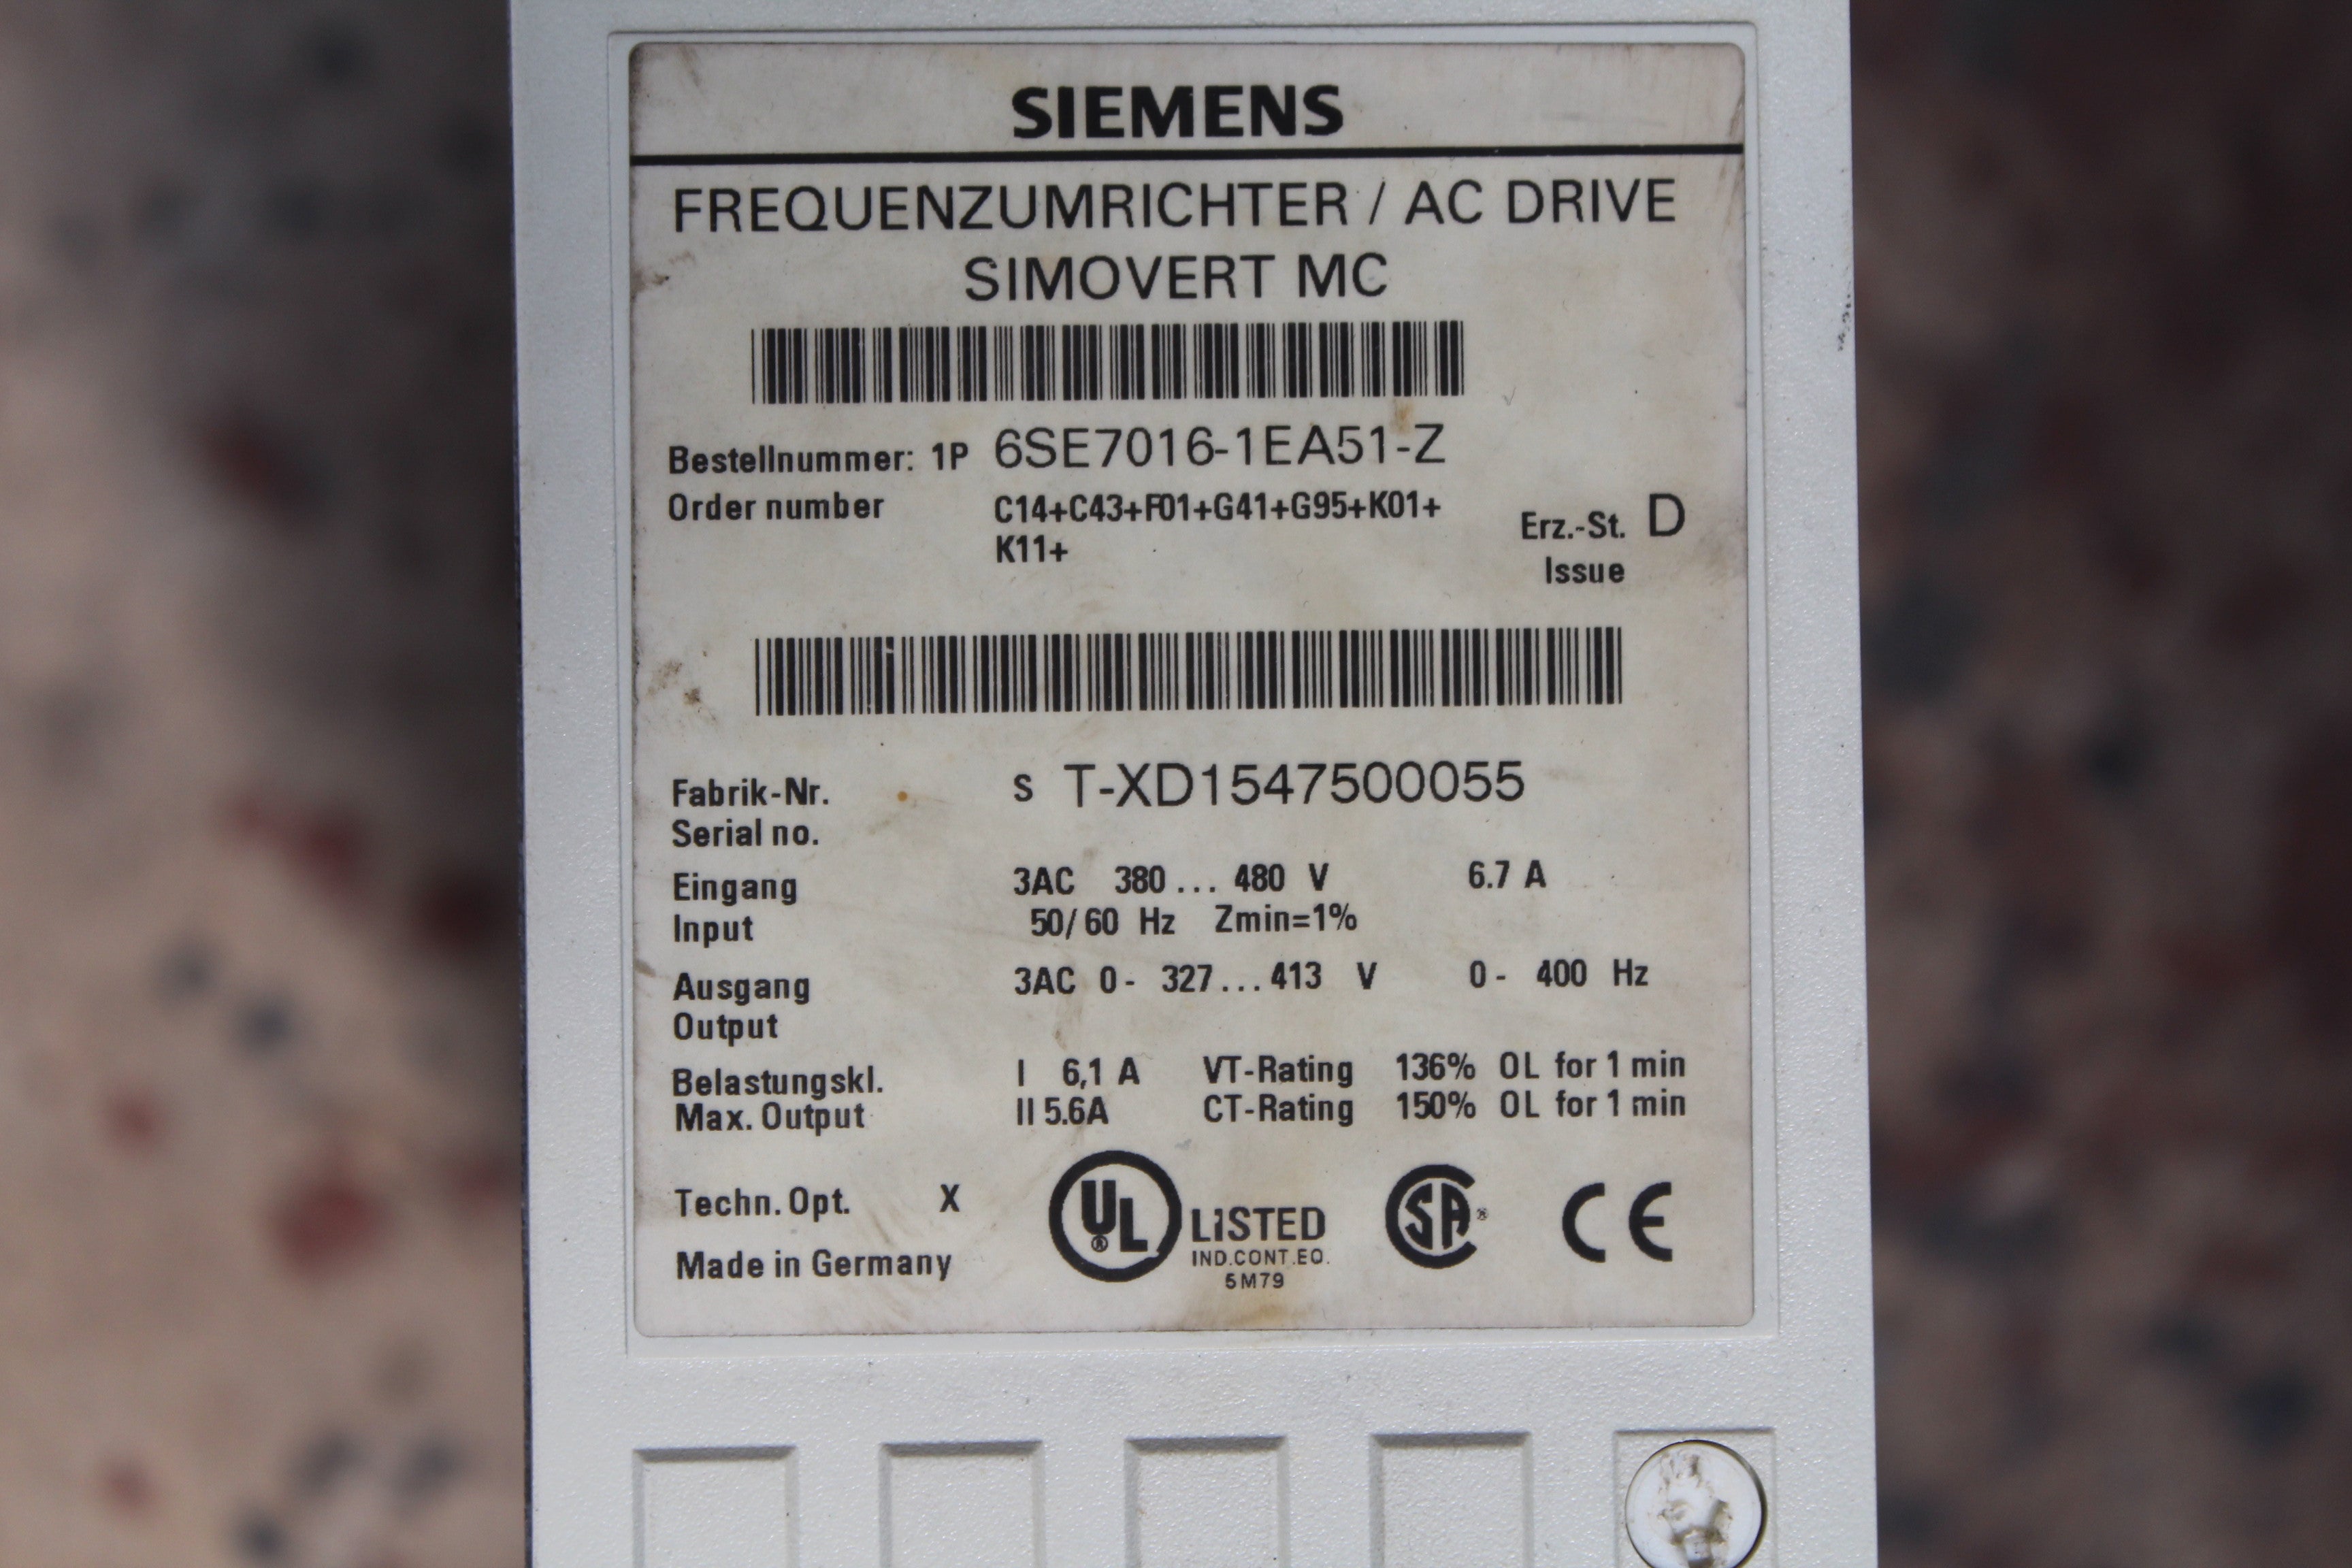 SIEMENS
FREQUENZUMRICHTER / AC DRIVE
SIMOVERT MC
Bestellnummer: 1P 6SE7016-1EA51-Z
Order number C14+C43+F01+G41+G95+K01+
K11+
Erz.-St. D
Issue
Fabrik-Nr. S T-XD1547500055
Serial no.
Eingang 3AC 380 ... 480 V 6.7 A
Input 50/60 Hz Zmin=1%
Ausgang 3AC 0- 327...413 V 0- 400 Hz
Output
Belastungskl. I 6,1 A VT-Rating 136% OL for 1 min
Max. Output II 5.6A CT-Rating 150% OL for 1 min
Techn. Opt. X
UL® LISTED
IND.CONT.EQ.
5M79
SA®
CE
Made in Germany